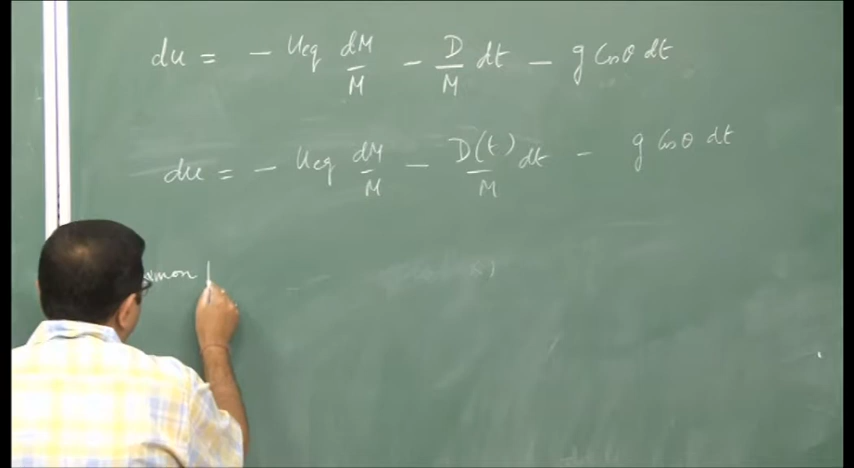 du = - Ueq dM/M - D/M dt - g Cosθ dt
du = - Ueq dM/M - D(t)/M dt - g Cosθ dt